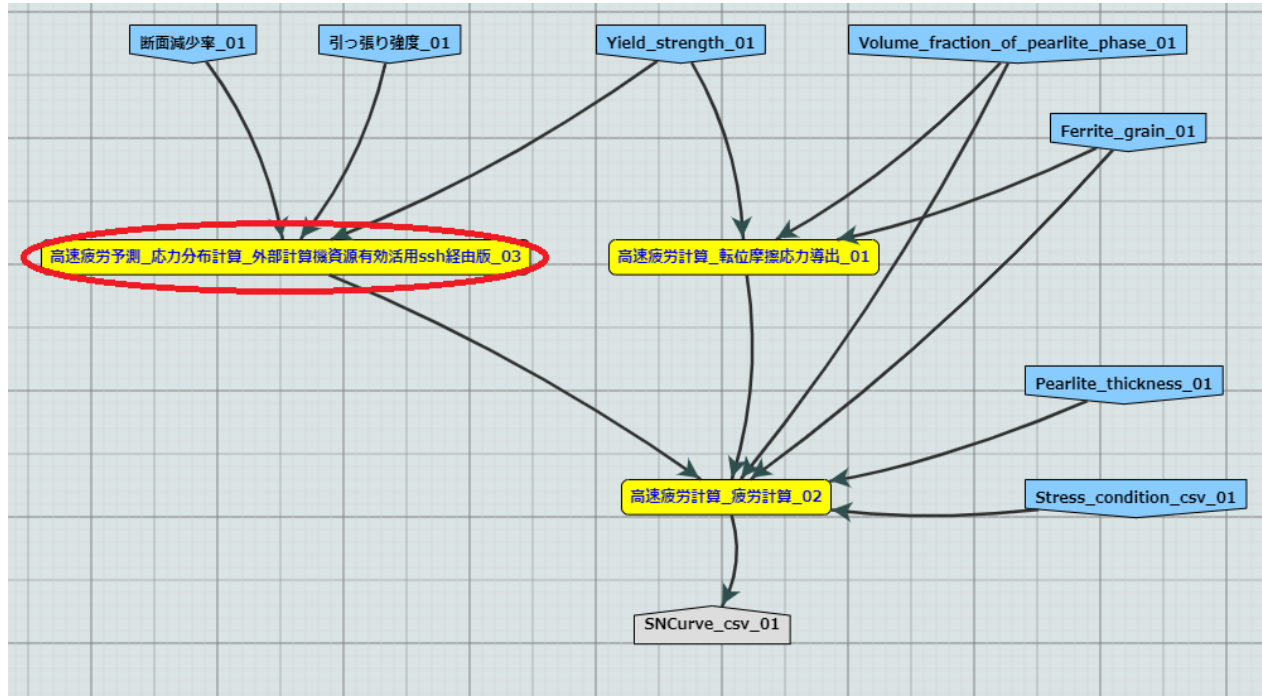 断面減少率_01
引っ張り強度_01
Yield_strength_01
Volume_fraction_of_pearlite_phase_01
Ferrite_grain_01
高速疲労予測_応力分布計算_外部計算機資源有効活用ssh経由版_03
高速疲労計算_転位摩擦応力導出_01
Pearlite_thickness_01
高速疲労計算_疲労計算_02
Stress_condition_csv_01
SNCurve_csv_01